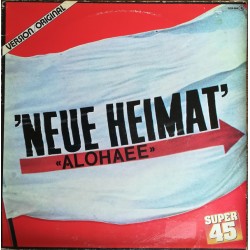 VERSION ORIGINAL
'NEUE HEIMAT'
«ALOHAEE«
SUPER
45